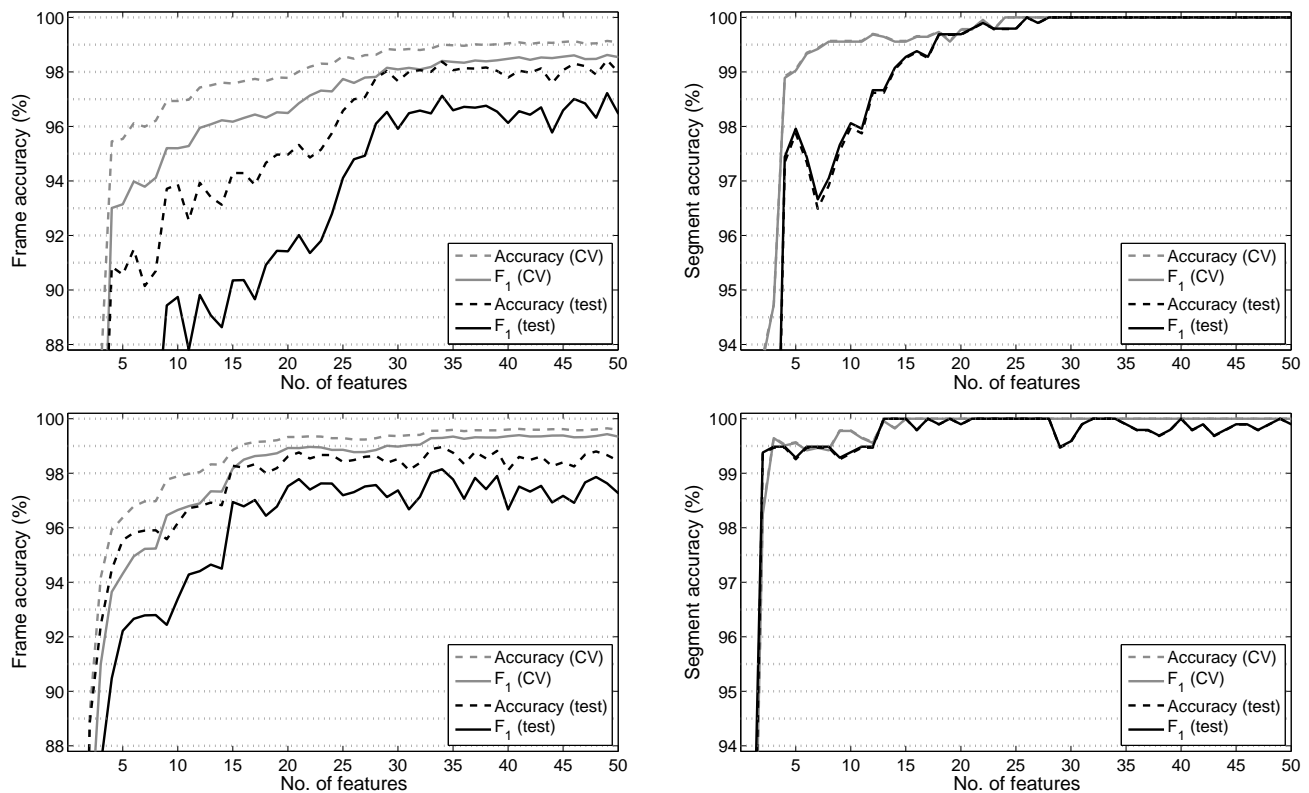 100
98
96
94
92
90
88
Frame accuracy (%)
Accuracy (CV)
F1 (CV)
Accuracy (test)
F1 (test)
5 10 15 20 25 30 35 40 45 50
No. of features
100
99
98
97
96
95
94
Segment accuracy (%)
Accuracy (CV)
F1 (CV)
Accuracy (test)
F1 (test)
5 10 15 20 25 30 35 40 45 50
No. of features
100
98
96
94
92
90
88
Frame accuracy (%)
Accuracy (CV)
F1 (CV)
Accuracy (test)
F1 (test)
5 10 15 20 25 30 35 40 45 50
No. of features
100
99
98
97
96
95
94
Segment accuracy (%)
Accuracy (CV)
F1 (CV)
Accuracy (test)
F1 (test)
5 10 15 20 25 30 35 40 45 50
No. of features